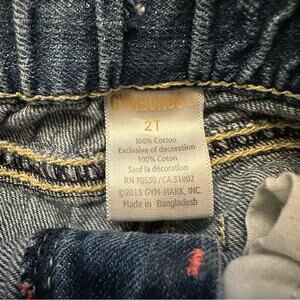 GYMBOREE
2T
100% Cotton
Exclusive of decoration
100% Cotton
Sauf la décoration
RN 70530 / CA 31802
©2013 GYM-MARK, INC.
Made in Bangladesh